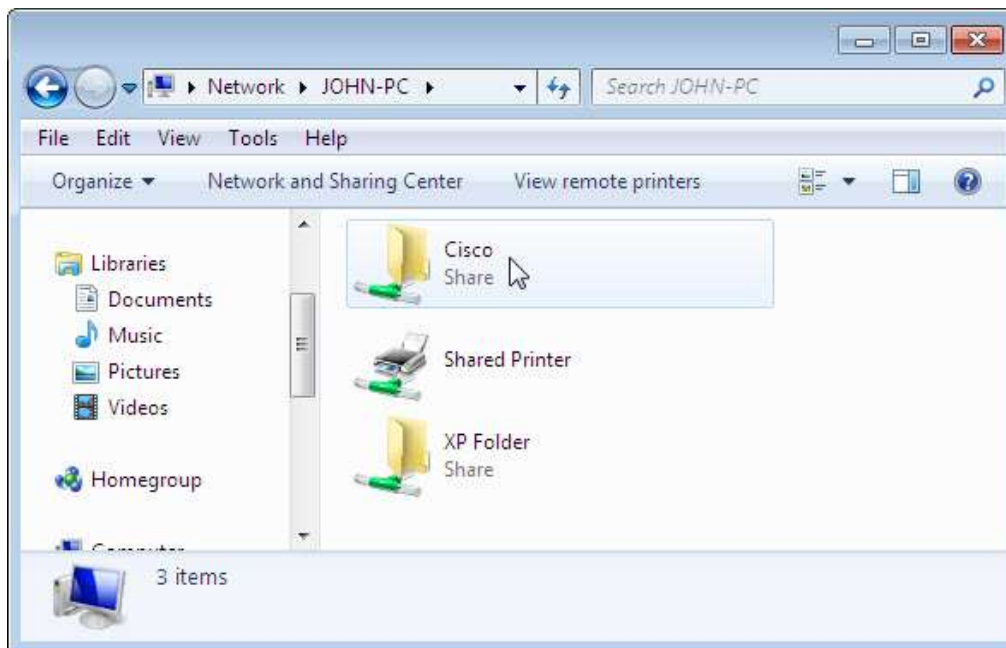 Network JOHN-PC Search JOHN-PC
File Edit View Tools Help
Organize Network and Sharing Center View remote printers
Libraries
Documents
Music
Pictures
Videos
Homegroup
Computer
Cisco
Share
Shared Printer
XP Folder
Share
3 items